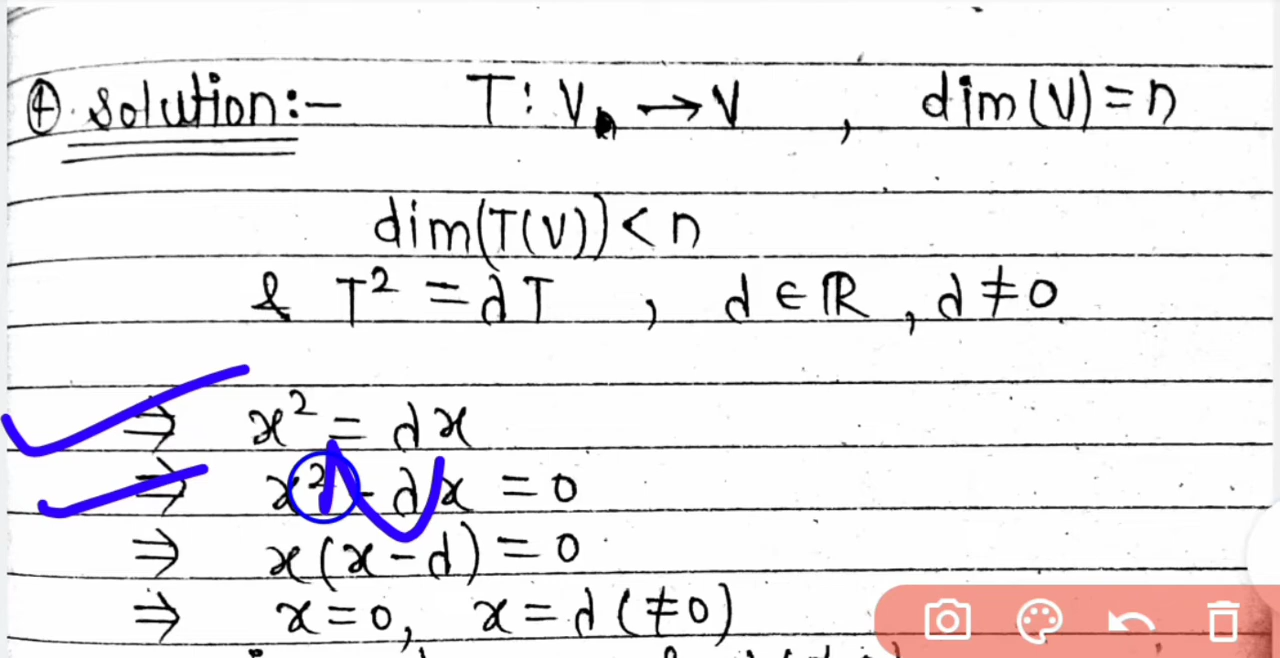 ④. Solution:- T: V → V , dim(V) = n
dim(T(V)) < n
& T² = dT , d ∈ ℝ , d ≠ 0
⇒ x² = dx
⇒ x² - dx = 0
⇒ x(x-d) = 0
⇒ x=0, x=d(≠0)